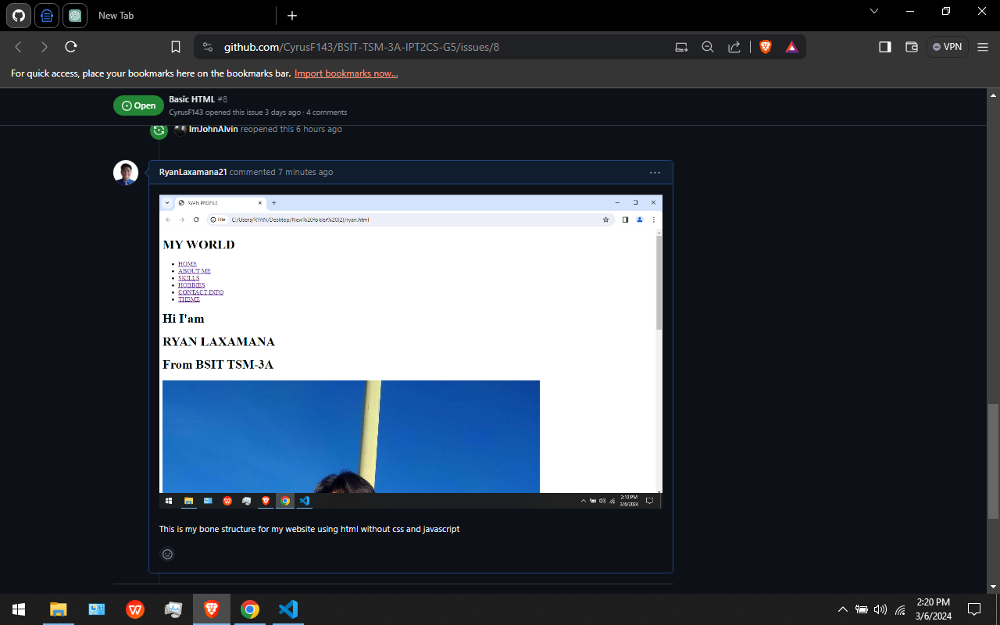 New Tab
github.com/CyrusF143/BSIT-TSM-3A-IPT2CS-G5/issues/8
VPN
For quick access, place your bookmarks here on the bookmarks bar. Import bookmarks now...
Open
Basic HTML #8
CyrusF143 opened this issue 3 days ago · 4 comments
ImJohnAlvin reopened this 6 hours ago
RyanLaxamana21 commented 7 minutes ago
RYAN PROFILE
File C:/Users/RYAN/Desktop/New%20folder%20(2)/ryan.html
MY WORLD
HOME
ABOUT ME
SKILLS
HOBBIES
CONTACT INFO
THEME
Hi I'am
RYAN LAXAMANA
From BSIT TSM-3A
2:10 PM
3/6/2024
This is my bone structure for my website using html without css and javascript
2:20 PM
3/6/2024